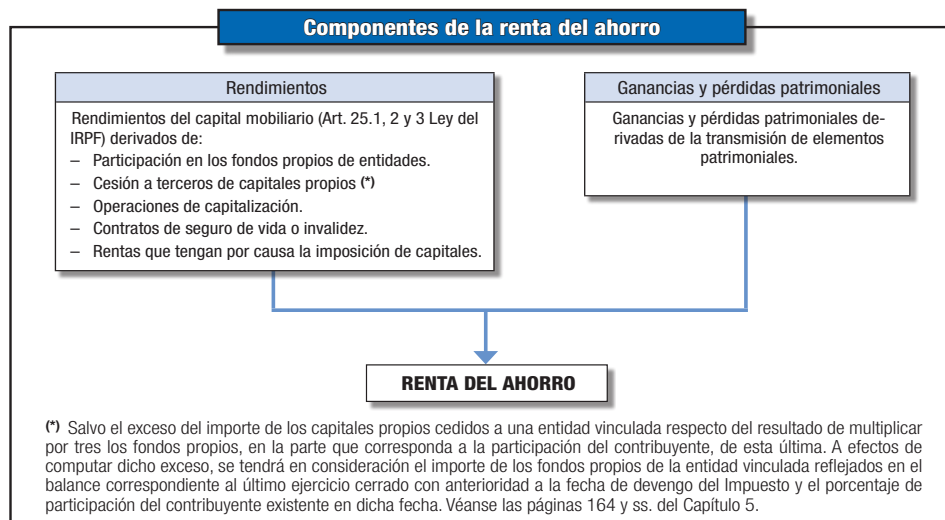 Componentes de la renta del ahorro
Rendimientos
Rendimientos del capital mobiliario (Art. 25.1, 2 y 3 Ley del
IRPF) derivados de:
– Participación en los fondos propios de entidades.
– Cesión a terceros de capitales propios (*)
– Operaciones de capitalización.
– Contratos de seguro de vida o invalidez.
– Rentas que tengan por causa la imposición de capitales.
Ganancias y pérdidas patrimoniales
Ganancias y pérdidas patrimoniales de-
rivadas de la transmisión de elementos
patrimoniales.
RENTA DEL AHORRO
(*) Salvo el exceso del importe de los capitales propios cedidos a una entidad vinculada respecto del resultado de multiplicar
por tres los fondos propios, en la parte que corresponda a la participación del contribuyente, de esta última. A efectos de
computar dicho exceso, se tendrá en consideración el importe de los fondos propios de la entidad vinculada reflejados en el
balance correspondiente al último ejercicio cerrado con anterioridad a la fecha de devengo del Impuesto y el porcentaje de
participación del contribuyente existente en dicha fecha. Véanse las páginas 164 y ss. del Capítulo 5.